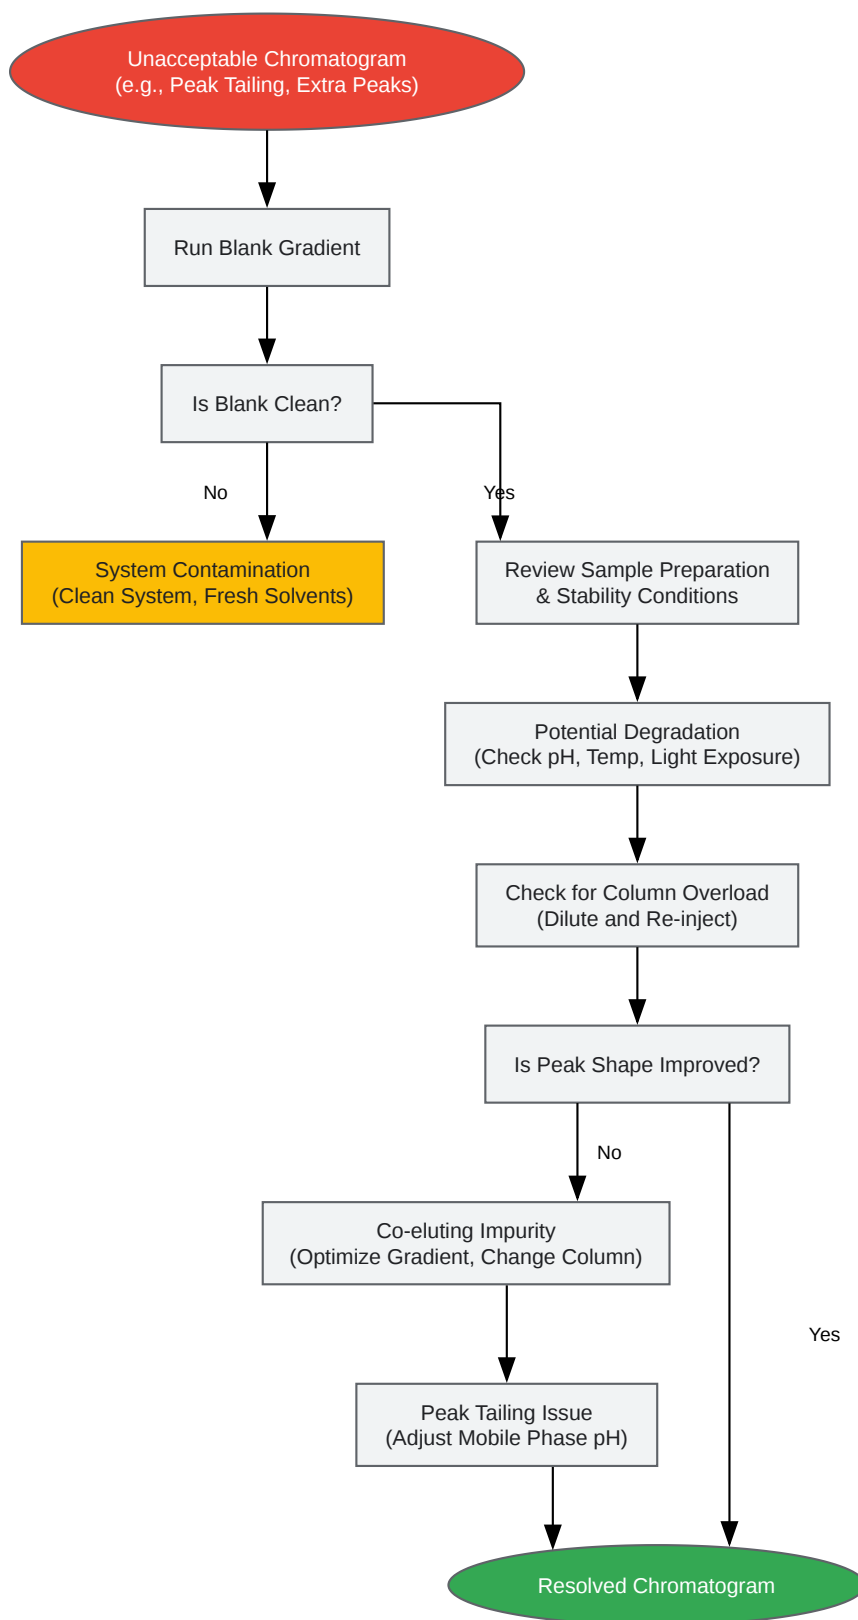 Unacceptable Chromatogram
(e.g., Peak Tailing, Extra Peaks)
Run Blank Gradient
Is Blank Clean?
No
Yes
System Contamination
(Clean System, Fresh Solvents)
Review Sample Preparation
& Stability Conditions
Potential Degradation
(Check pH, Temp, Light Exposure)
Check for Column Overload
(Dilute and Re-inject)
Is Peak Shape Improved?
No
Co-eluting Impurity
(Optimize Gradient, Change Column)
Yes
Peak Tailing Issue
(Adjust Mobile Phase pH)
Resolved Chromatogram